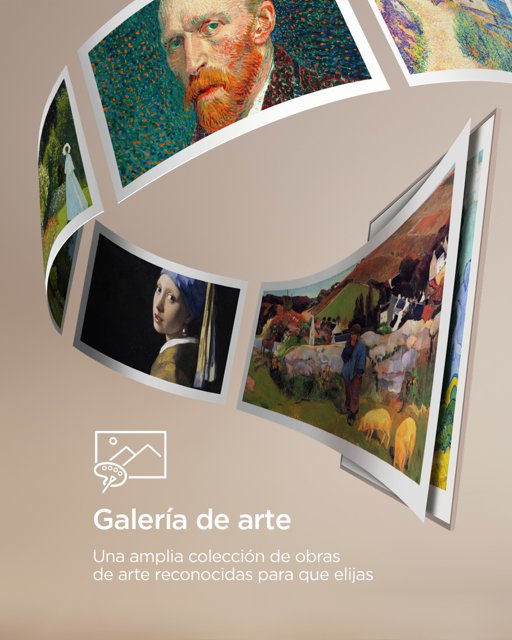 Galería de arte
Una amplia colección de obras
de arte reconocidas para que elijas